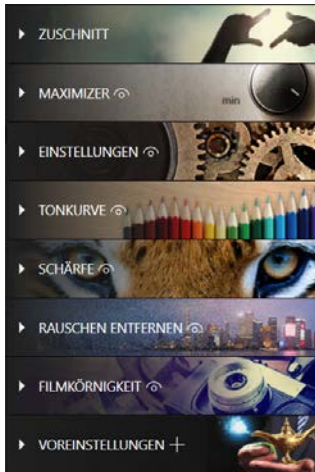 ZUSCHNITT
MAXIMIZER
min
EINSTELLUNGEN
TONKURVE
SCHÄRFE
RAUSCHEN ENTFERNEN
FILMKÖRNIGKEIT
VOREINSTELLUNGEN